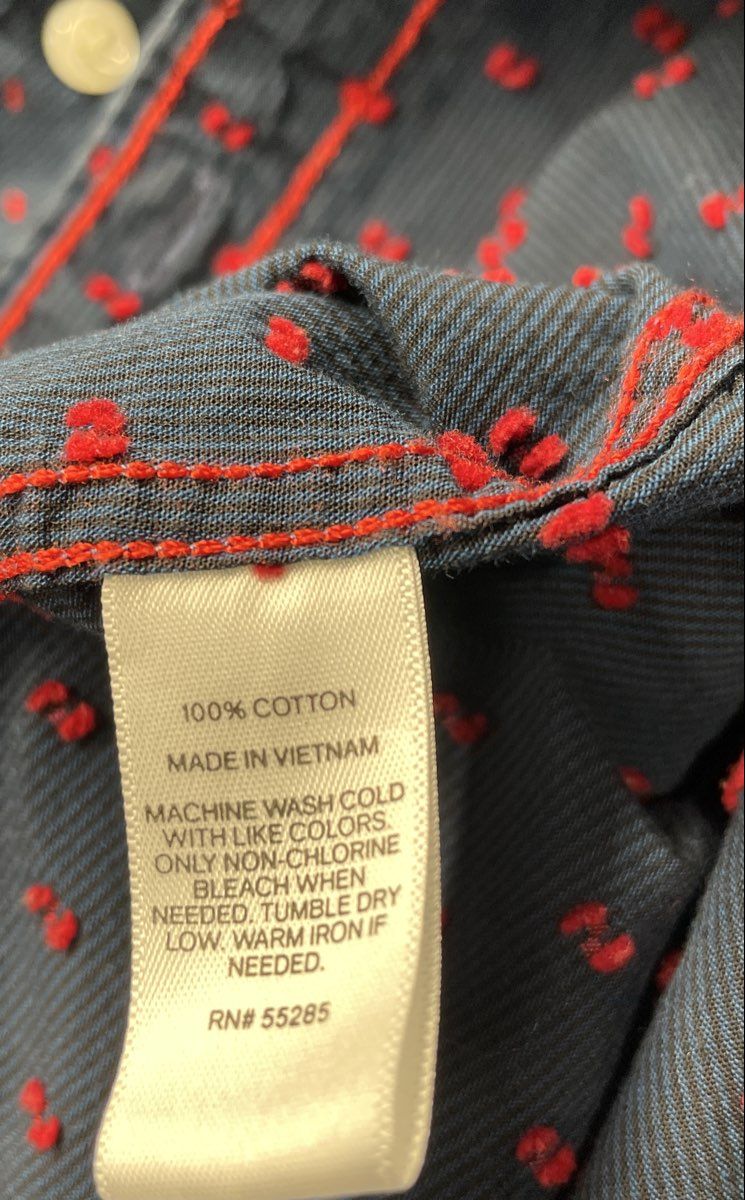 100% COTTON
MADE IN VIETNAM
MACHINE WASH COLD
WITH LIKE COLORS.
ONLY NON-CHLORINE
BLEACH WHEN
NEEDED. TUMBLE DRY
LOW. WARM IRON IF
NEEDED.
RN# 55285